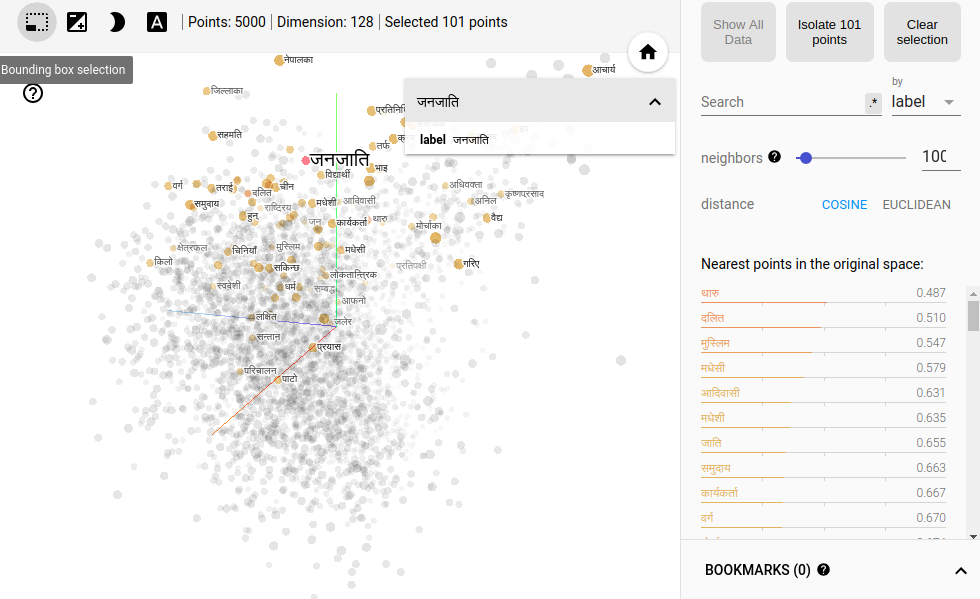 Points: 5000 | Dimension: 128 | Selected 101 points
Bounding box selection
Show All Data
Isolate 101 points
Clear selection
Search
.*
by
label
neighbors
100
distance
COSINE
EUCLIDEAN
Nearest points in the original space:
थारु 0.487
दलित 0.510
मुस्लिम 0.547
मधेसी 0.579
आदिवासी 0.631
मधेशी 0.635
जाति 0.655
समुदाय 0.663
कार्यकर्ता 0.667
वर्ग 0.670
BOOKMARKS (0)
जनजाति
label जनजाति
नेपालका
आचार्य
जिल्लाका
सहमति
तर्फ
जनजाति
भाइ
विद्यार्थी
वर्ग
तराई
चीन
दलित
अधिवक्ता
कृष्णप्रसाद
अनिल
समुदाय
राष्ट्रिय
मधेशी
आदिवासी
हुन्
जन
कार्यकर्ता
थारु
वैद्य
मोर्चाका
क्षेत्रफल
चिनियाँ
मुस्लिम
मधेसी
किलो
सकिन्छ
लोकतान्त्रिक
प्रतिपक्षी
गरिए
स्वदेशी
धर्म
सम्बद्ध
आफनो
लक्षित
जलेर
सन्तान
प्रयास
परिचालन
पाटो